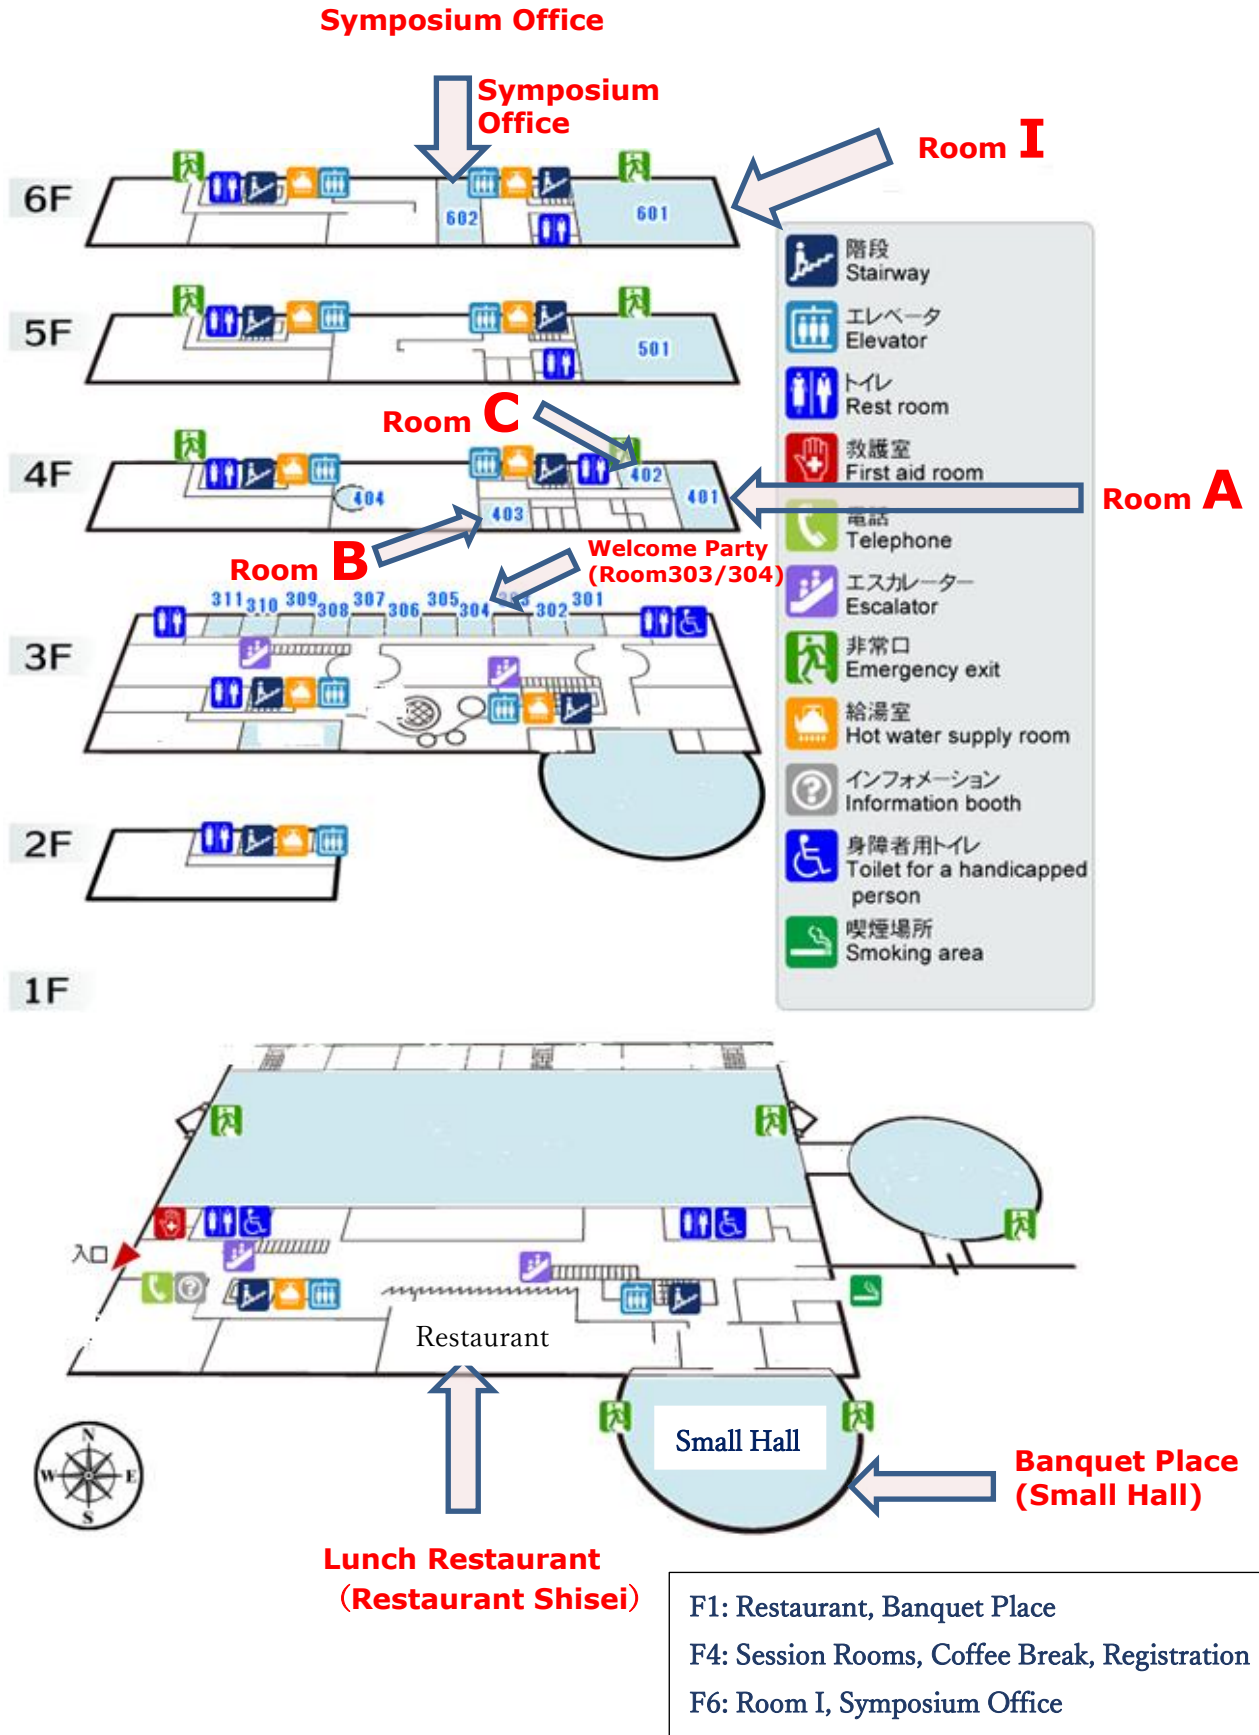 Symposium Office
Symposium
Office
Room I
6F
602
601
5F
501
Room C
4F
404
403
402
401
Room A
Room B
Welcome Party
(Room303/304)
311 310 309 308 307 306 305 304 303 302 301
3F
2F
1F
階段
Stairway
エレベータ
Elevator
トイレ
Rest room
救護室
First aid room
電話
Telephone
エスカレーター
Escalator
非常口
Emergency exit
給湯室
Hot water supply room
インフォメーション
Information booth
身障者用トイレ
Toilet for a handicapped
person
喫煙場所
Smoking area
入口
Restaurant
Small Hall
N
W E
S
Banquet Place
(Small Hall)
Lunch Restaurant
（Restaurant Shisei）
F1: Restaurant, Banquet Place
F4: Session Rooms, Coffee Break, Registration
F6: Room I, Symposium Office